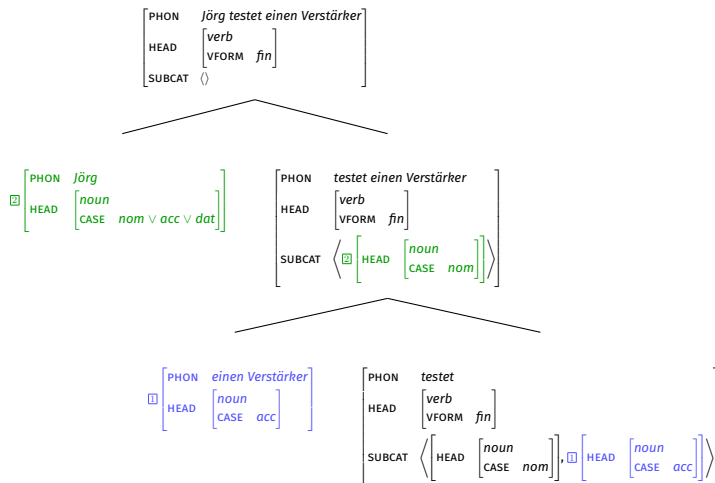 PHON Jörg testet einen Verstärker
HEAD verb
VFORM fin
SUBCAT ⟨⟩
2 PHON Jörg
HEAD noun
CASE nom ∨ acc ∨ dat
PHON testet einen Verstärker
HEAD verb
VFORM fin
SUBCAT ⟨ 2 HEAD noun
CASE nom ⟩
1 PHON einen Verstärker
HEAD noun
CASE acc
PHON testet
HEAD verb
VFORM fin
SUBCAT ⟨ HEAD noun
CASE nom , 1 HEAD noun
CASE acc ⟩